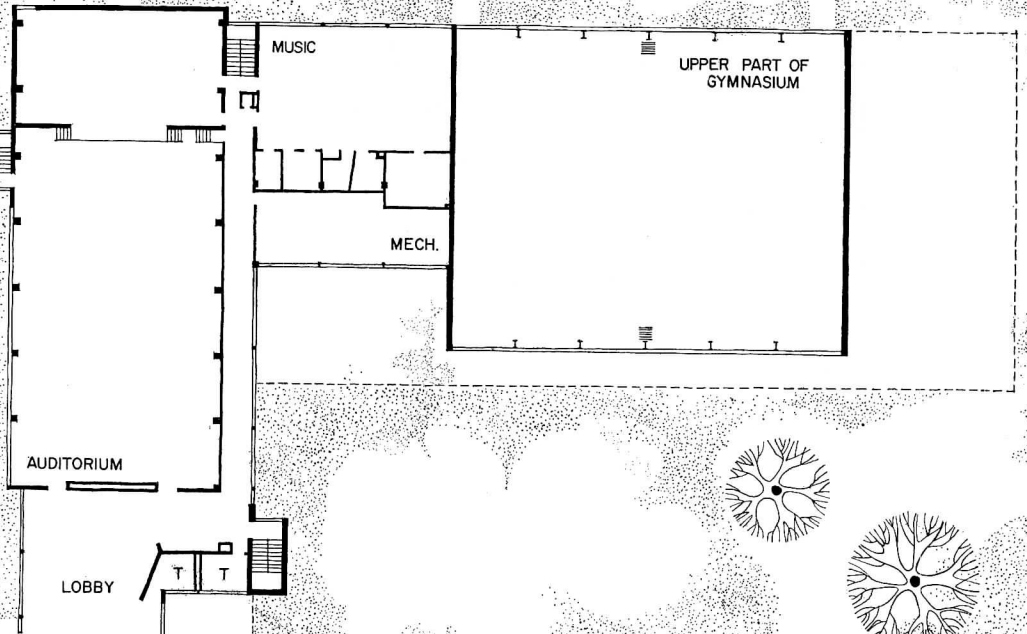 MUSIC
UPPER PART OF
GYMNASIUM
MECH.
AUDITORIUM
LOBBY
T
T